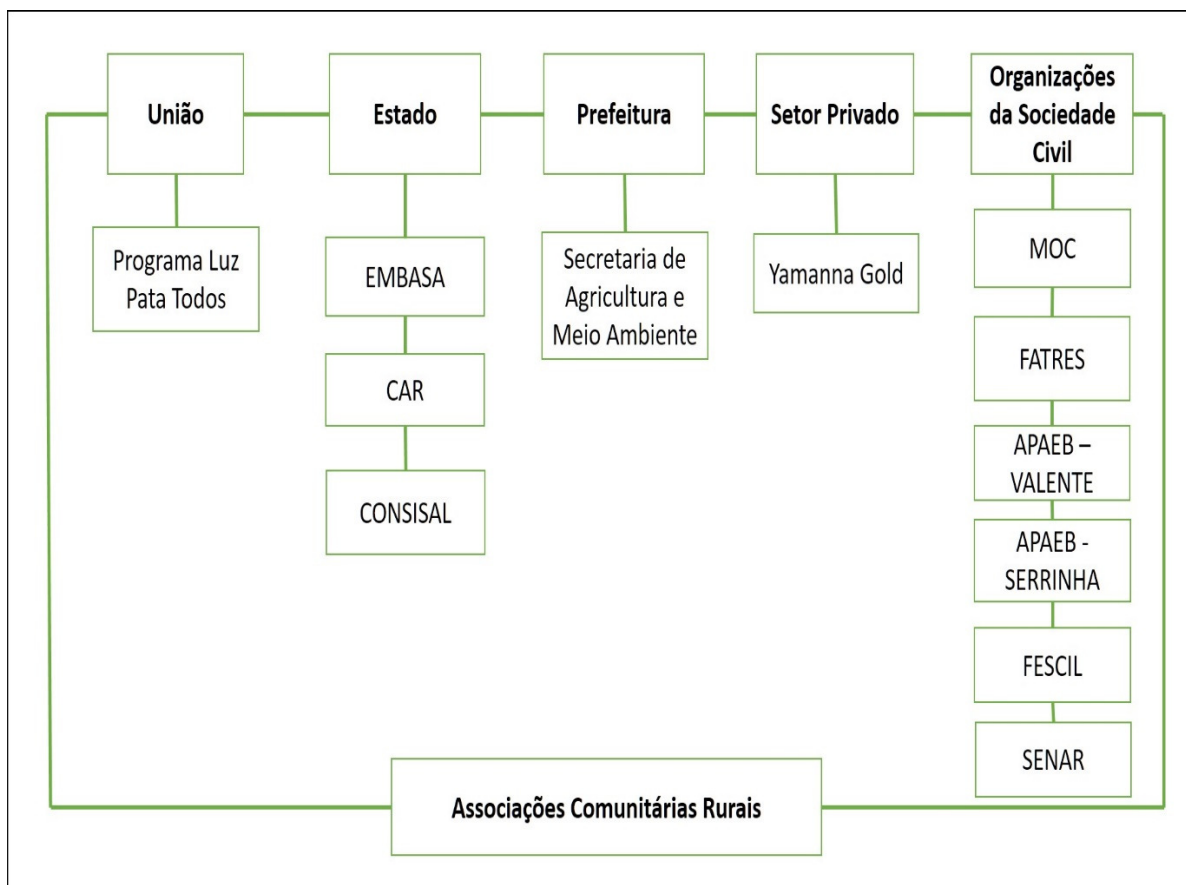 União
Estado
Prefeitura
Setor Privado
Organizações
da Sociedade
Civil
Programa Luz
Pata Todos
EMBASA
CAR
CONSISAL
Secretaria de
Agricultura e
Meio Ambiente
Yamanna Gold
MOC
FATRES
APAEB –
VALENTE
APAEB -
SERRINHA
FESCIL
SENAR
Associações Comunitárias Rurais